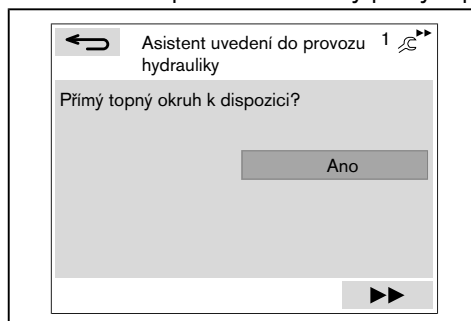 Asistent uvedení do provozu 1
hydrauliky
Přímý topný okruh k dispozici?
Ano